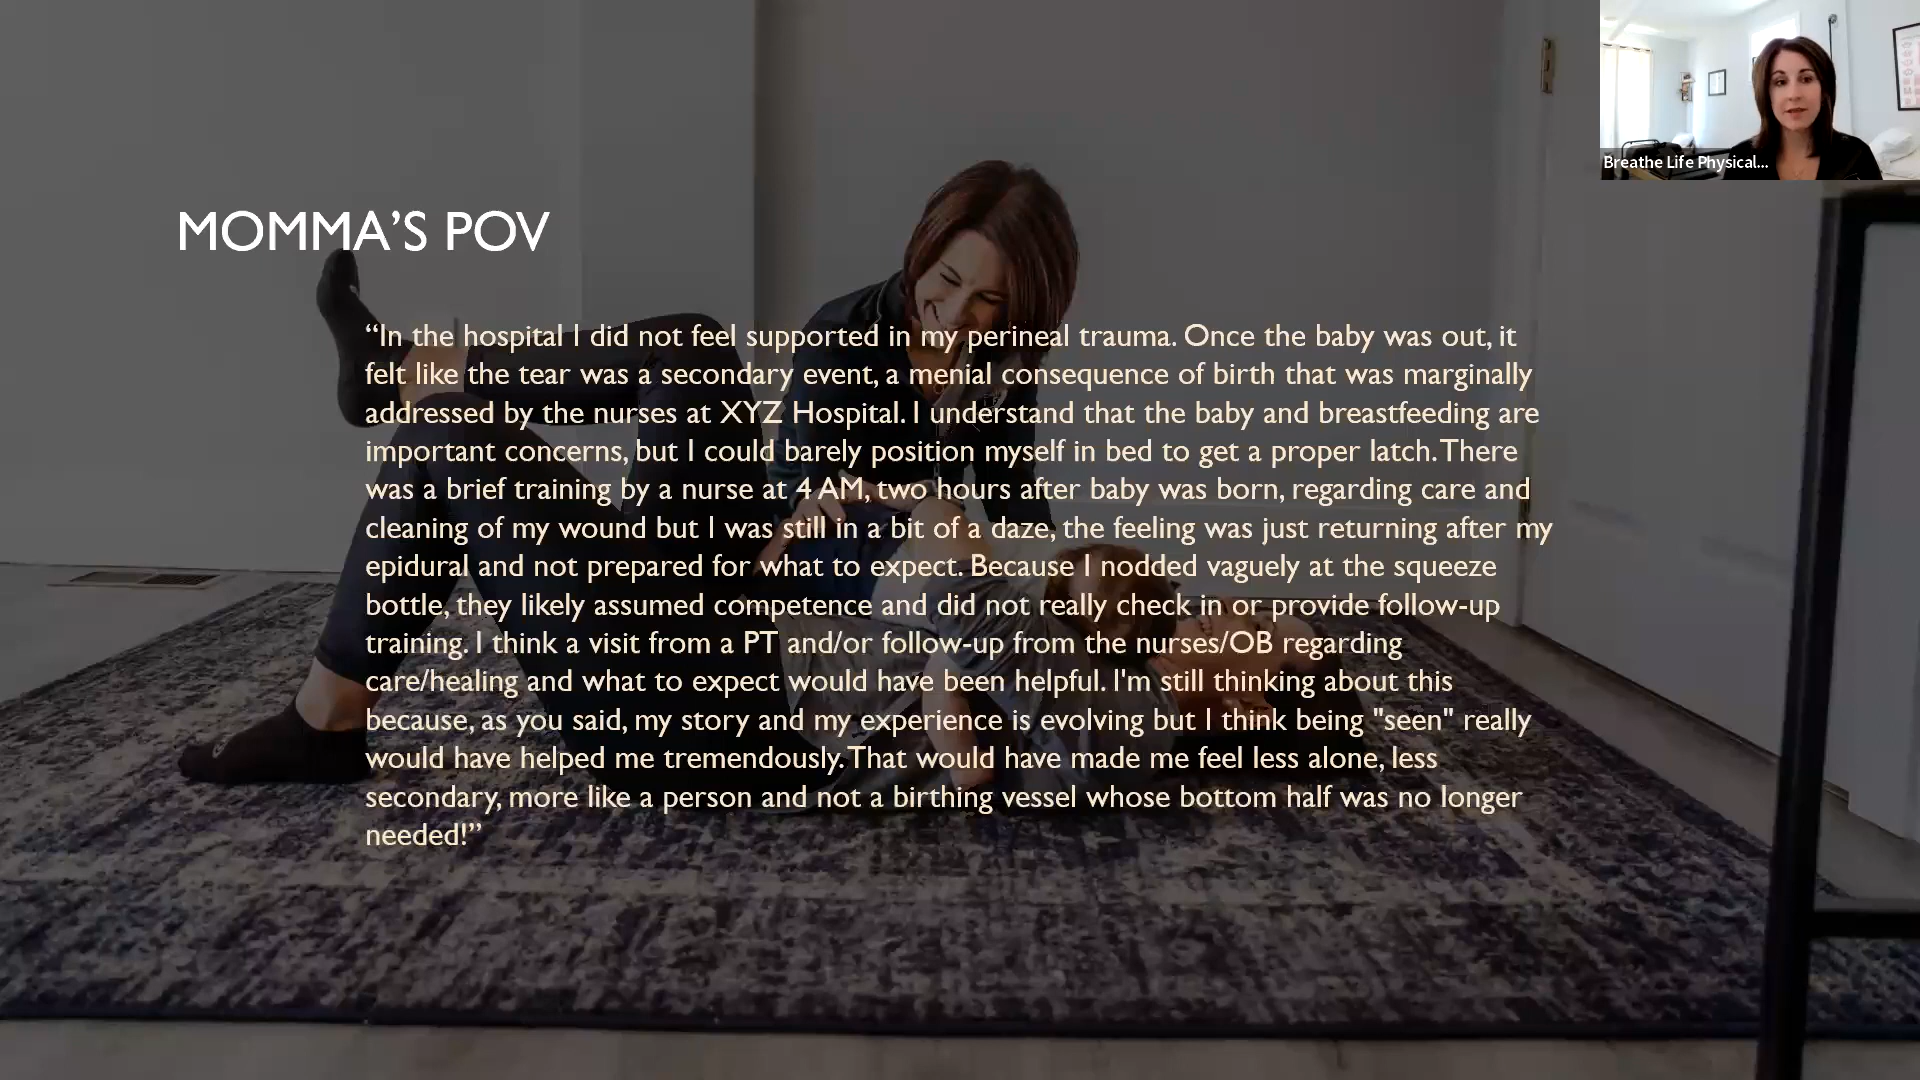 Breathe Life Physical...
MOMMA’S POV
“In the hospital I did not feel supported in my perineal trauma. Once the baby was out, it
felt like the tear was a secondary event, a menial consequence of birth that was marginally
addressed by the nurses at XYZ Hospital. I understand that the baby and breastfeeding are
important concerns, but I could barely position myself in bed to get a proper latch. There
was a brief training by a nurse at 4 AM, two hours after baby was born, regarding care and
cleaning of my wound but I was still in a bit of a daze, the feeling was just returning after my
epidural and not prepared for what to expect. Because I nodded vaguely at the squeeze
bottle, they likely assumed competence and did not really check in or provide follow-up
training. I think a visit from a PT and/or follow-up from the nurses/OB regarding
care/healing and what to expect would have been helpful. I'm still thinking about this
because, as you said, my story and my experience is evolving but I think being "seen" really
would have helped me tremendously. That would have made me feel less alone, less
secondary, more like a person and not a birthing vessel whose bottom half was no longer
needed!”